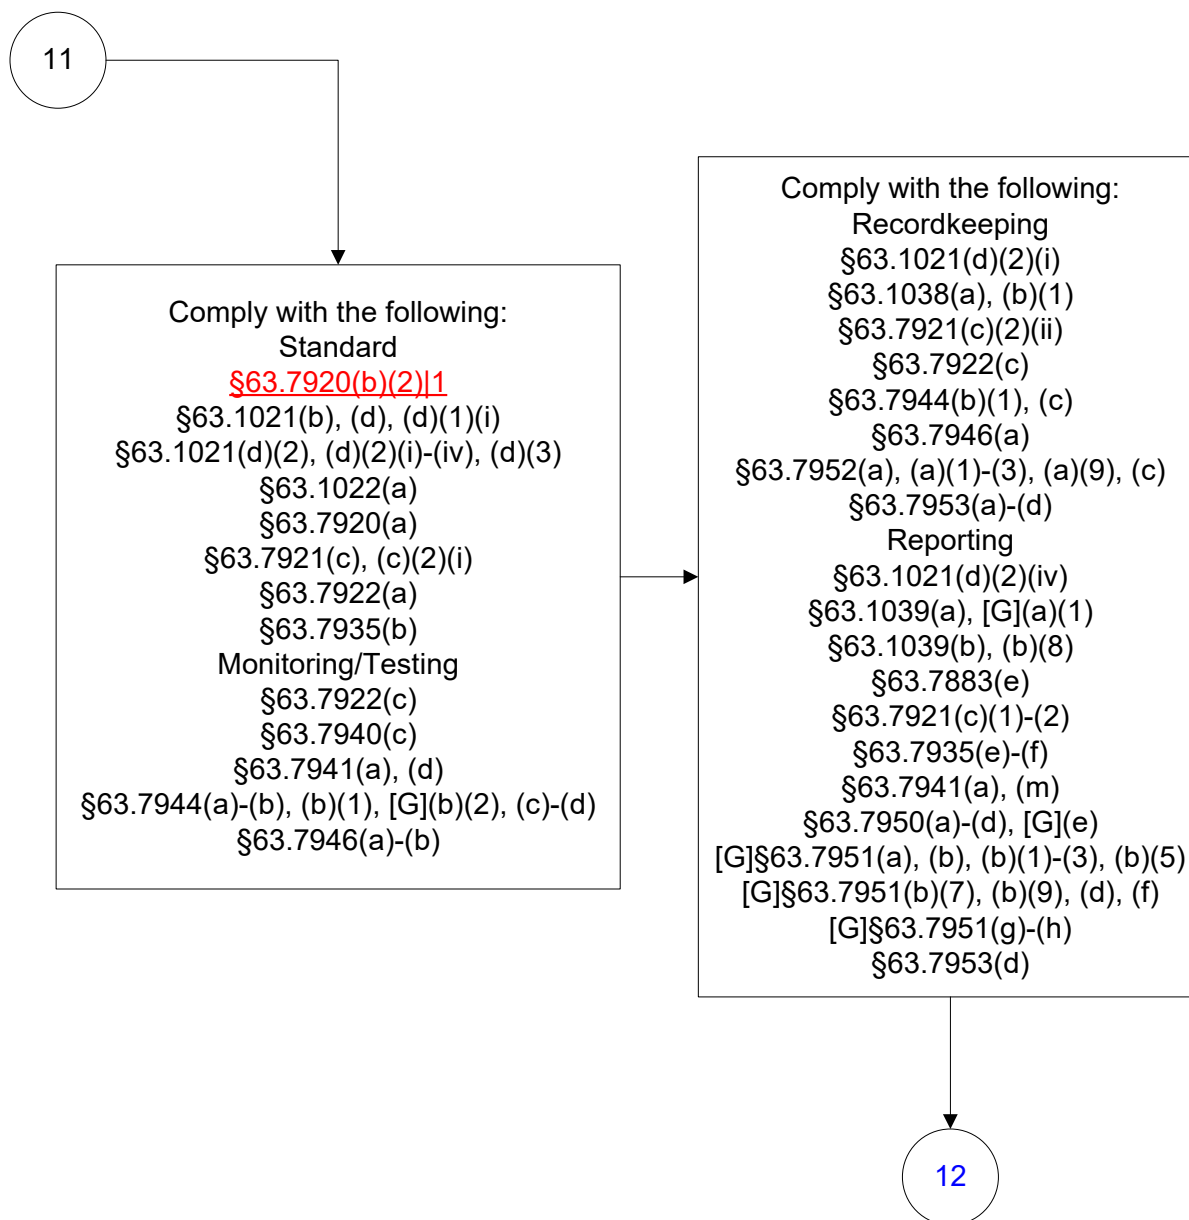 11
Comply with the following:
Standard
§63.7920(b)(2)|1
§63.1021(b), (d), (d)(1)(i)
§63.1021(d)(2), (d)(2)(i)-(iv), (d)(3)
§63.1022(a)
§63.7920(a)
§63.7921(c), (c)(2)(i)
§63.7922(a)
§63.7935(b)
Monitoring/Testing
§63.7922(c)
§63.7940(c)
§63.7941(a), (d)
§63.7944(a)-(b), (b)(1), [G](b)(2), (c)-(d)
§63.7946(a)-(b)
Comply with the following:
Recordkeeping
§63.1021(d)(2)(i)
§63.1038(a), (b)(1)
§63.7921(c)(2)(ii)
§63.7922(c)
§63.7944(b)(1), (c)
§63.7946(a)
§63.7952(a), (a)(1)-(3), (a)(9), (c)
§63.7953(a)-(d)
Reporting
§63.1021(d)(2)(iv)
§63.1039(a), [G](a)(1)
§63.1039(b), (b)(8)
§63.7883(e)
§63.7921(c)(1)-(2)
§63.7935(e)-(f)
§63.7941(a), (m)
§63.7950(a)-(d), [G](e)
[G]§63.7951(a), (b), (b)(1)-(3), (b)(5)
[G]§63.7951(b)(7), (b)(9), (d), (f)
[G]§63.7951(g)-(h)
§63.7953(d)
12